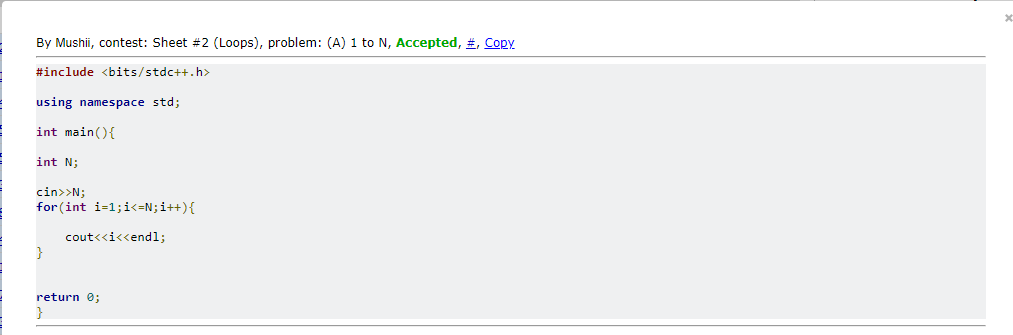 ×
By Mushii, contest: Sheet #2 (Loops), problem: (A) 1 to N, Accepted, #, Copy
#include <bits/stdc++.h>
using namespace std;
int main(){
int N;
cin>>N;
for(int i=1;i<=N;i++){
cout<<i<<endl;
}
return 0;
}